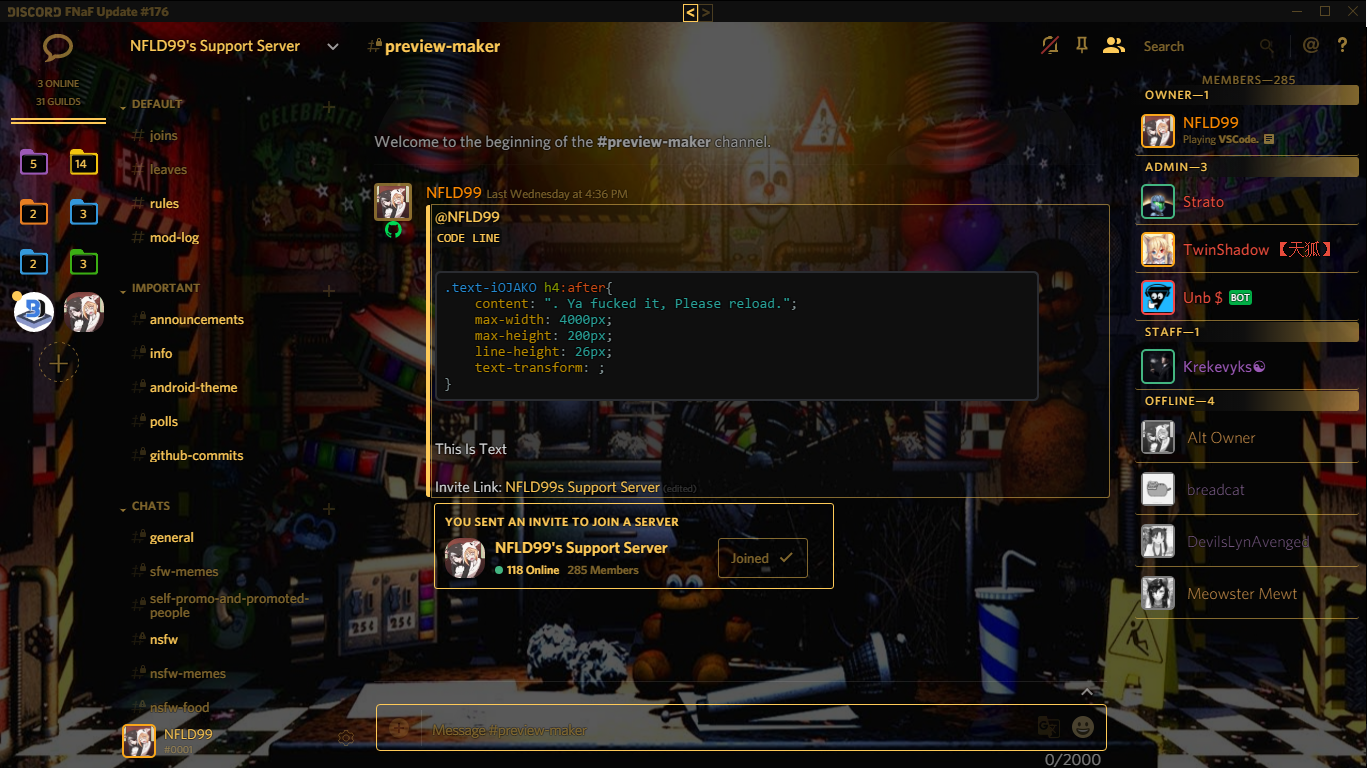 DISCORD FNaF Update #176
< >
NFLD99's Support Server
#preview-maker
Search
@ ?
3 ONLINE
31 GUILDS
5
14
2
3
2
3
DEFAULT
joins
leaves
rules
mod-log
IMPORTANT
announcements
info
android-theme
polls
github-commits
CHATS
general
sfw-memes
self-promo-and-promoted-
people
nsfw
nsfw-memes
nsfw-food
NFLD99
#0001
CELEBRATE
EXIT
Welcome to the beginning of the #preview-maker channel.
NFLD99 Last Wednesday at 4:36 PM
@NFLD99
CODE LINE
.text-iOJAKO h4:after{
content: ". Ya fucked it, Please reload.";
max-width: 4000px;
max-height: 200px;
line-height: 26px;
text-transform: ;
}
This Is Text
Invite Link: NFLD99s Support Server (edited)
YOU SENT AN INVITE TO JOIN A SERVER
NFLD99's Support Server
118 Online 285 Members
Joined
25¢ 25¢
Message #preview-maker
0/2000
MEMBERS—285
OWNER—1
NFLD99
Playing VSCode.
ADMIN—3
Strato
TwinShadow 【天狐】
Unb $ BOT
STAFF—1
Krekevyks☯
OFFLINE—4
Alt Owner
breadcat
DevilsLynAvenged
Meowster Mewt